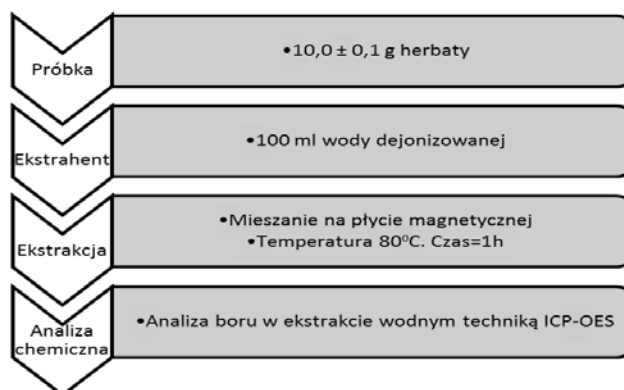 Próbka
•10,0 ± 0,1 g herbaty
Ekstrahent
•100 ml wody dejonizowanej
Ekstrakcja
•Mieszanie na płycie magnetycznej
•Temperatura 80⁰C. Czas=1h
Analiza
chemiczna
•Analiza boru w ekstrakcie wodnym techniką ICP-OES